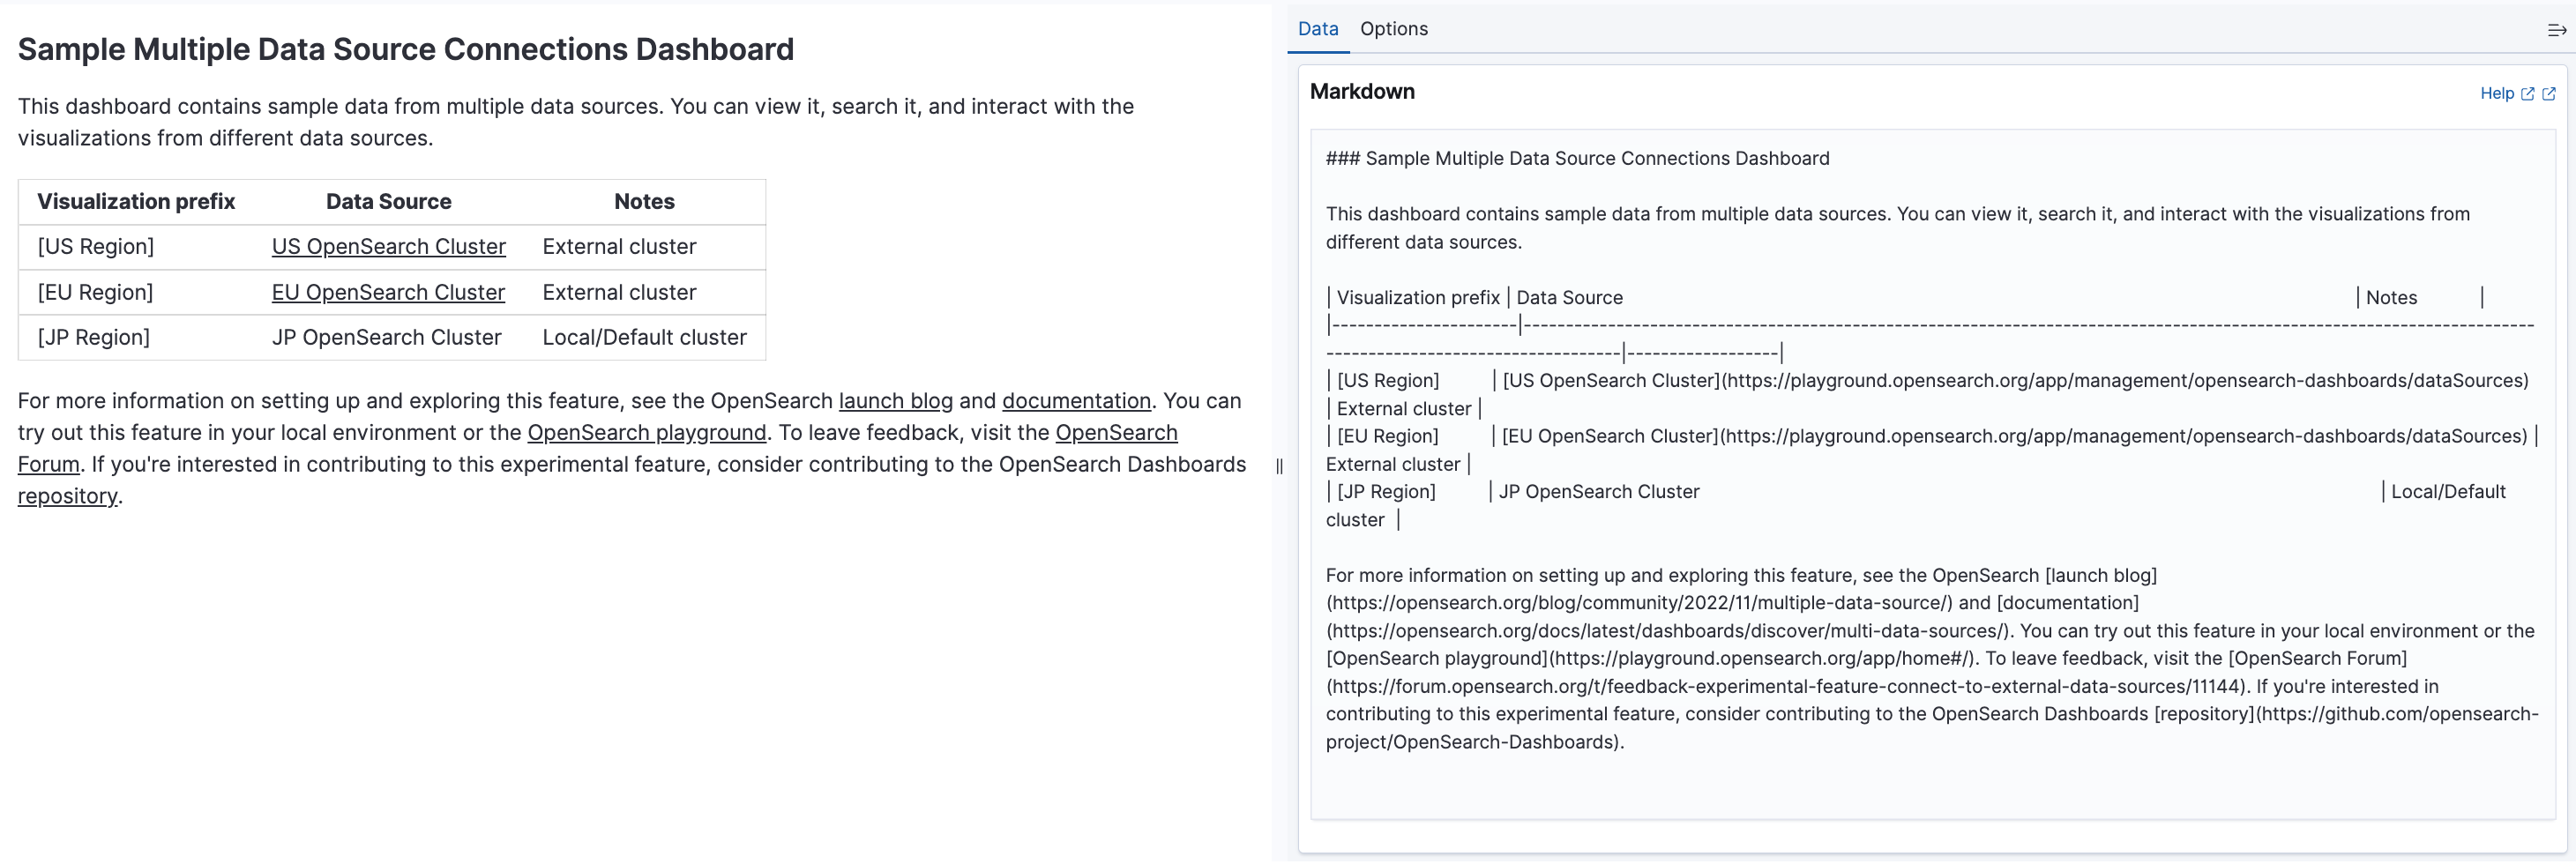 Sample Multiple Data Source Connections Dashboard
This dashboard contains sample data from multiple data sources. You can view it, search it, and interact with the
visualizations from different data sources.
Visualization prefix Data Source Notes
[US Region] US OpenSearch Cluster External cluster
[EU Region] EU OpenSearch Cluster External cluster
[JP Region] JP OpenSearch Cluster Local/Default cluster
For more information on setting up and exploring this feature, see the OpenSearch launch blog and documentation. You can
try out this feature in your local environment or the OpenSearch playground. To leave feedback, visit the OpenSearch
Forum. If you're interested in contributing to this experimental feature, consider contributing to the OpenSearch Dashboards
repository.
Data Options
Markdown
Help
### Sample Multiple Data Source Connections Dashboard
This dashboard contains sample data from multiple data sources. You can view it, search it, and interact with the visualizations from
different data sources.
| Visualization prefix | Data Source | Notes |
|----------------------|------------------------------------------------------------------------------------------------------------------------
-----------------------------------|------------------|
| [US Region] | [US OpenSearch Cluster](https://playground.opensearch.org/app/management/opensearch-dashboards/dataSources)
| External cluster |
| [EU Region] | [EU OpenSearch Cluster](https://playground.opensearch.org/app/management/opensearch-dashboards/dataSources) |
External cluster |
| [JP Region] | JP OpenSearch Cluster | Local/Default
cluster |
For more information on setting up and exploring this feature, see the OpenSearch [launch blog]
(https://opensearch.org/blog/community/2022/11/multiple-data-source/) and [documentation]
(https://opensearch.org/docs/latest/dashboards/discover/multi-data-sources/). You can try out this feature in your local environment or the
[OpenSearch playground](https://playground.opensearch.org/app/home#/). To leave feedback, visit the [OpenSearch Forum]
(https://forum.opensearch.org/t/feedback-experimental-feature-connect-to-external-data-sources/11144). If you're interested in
contributing to this experimental feature, consider contributing to the OpenSearch Dashboards [repository](https://github.com/opensearch-
project/OpenSearch-Dashboards).